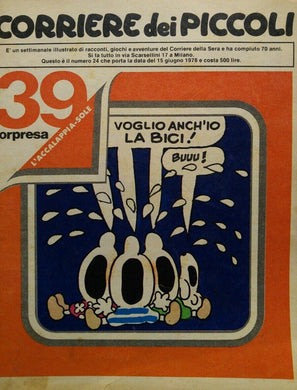 CORRIERE dei PICCOLI
E' un settimanale illustrato di racconti, giochi e avventure del Corriere della Sera e ha compiuto 70 anni.
Si fa tutto in via Scarsellini 17 a Milano.
Questo è il numero 24 che porta la data del 15 giugno 1978 e costa 500 lire.
39
orpresa
L'ACCALAPPIA-SOLE
VOGLIO ANCH'IO
LA BICI!
BUUU!